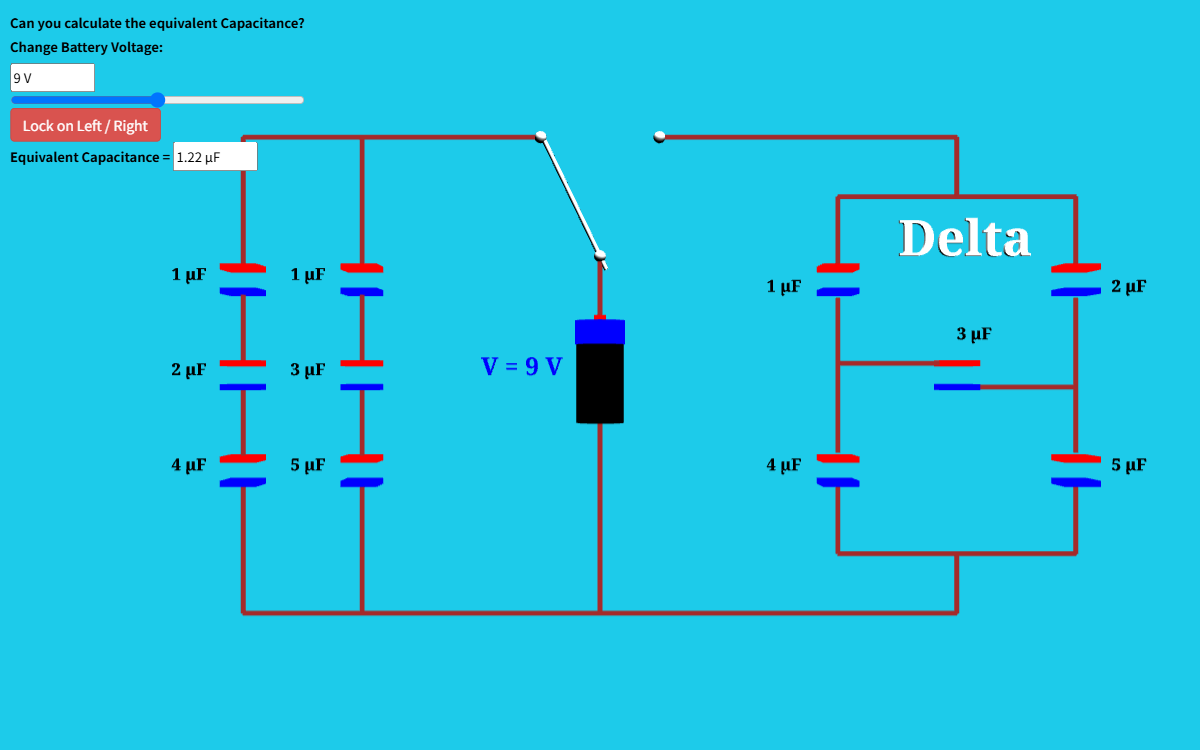 Can you calculate the equivalent Capacitance?
Change Battery Voltage:
9 V
Lock on Left / Right
Equivalent Capacitance = 1.22 µF
Delta
1 µF 1 µF 1 µF 2 µF
3 µF
2 µF 3 µF V = 9 V
4 µF 5 µF 4 µF 5 µF